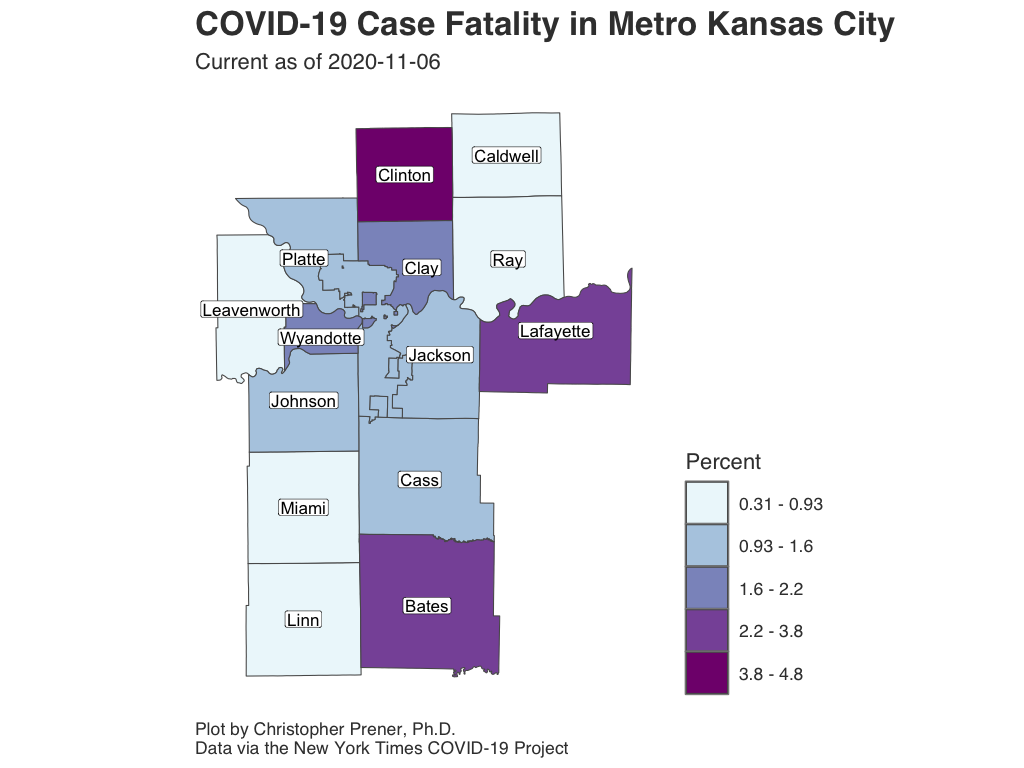 COVID-19 Case Fatality in Metro Kansas City
Current as of 2020-11-06
Caldwell
Clinton
Platte
Clay
Ray
Leavenworth
Wyandotte
Lafayette
Jackson
Johnson
Cass
Miami
Bates
Linn
Percent
0.31 - 0.93
0.93 - 1.6
1.6 - 2.2
2.2 - 3.8
3.8 - 4.8
Plot by Christopher Prener, Ph.D.
Data via the New York Times COVID-19 Project